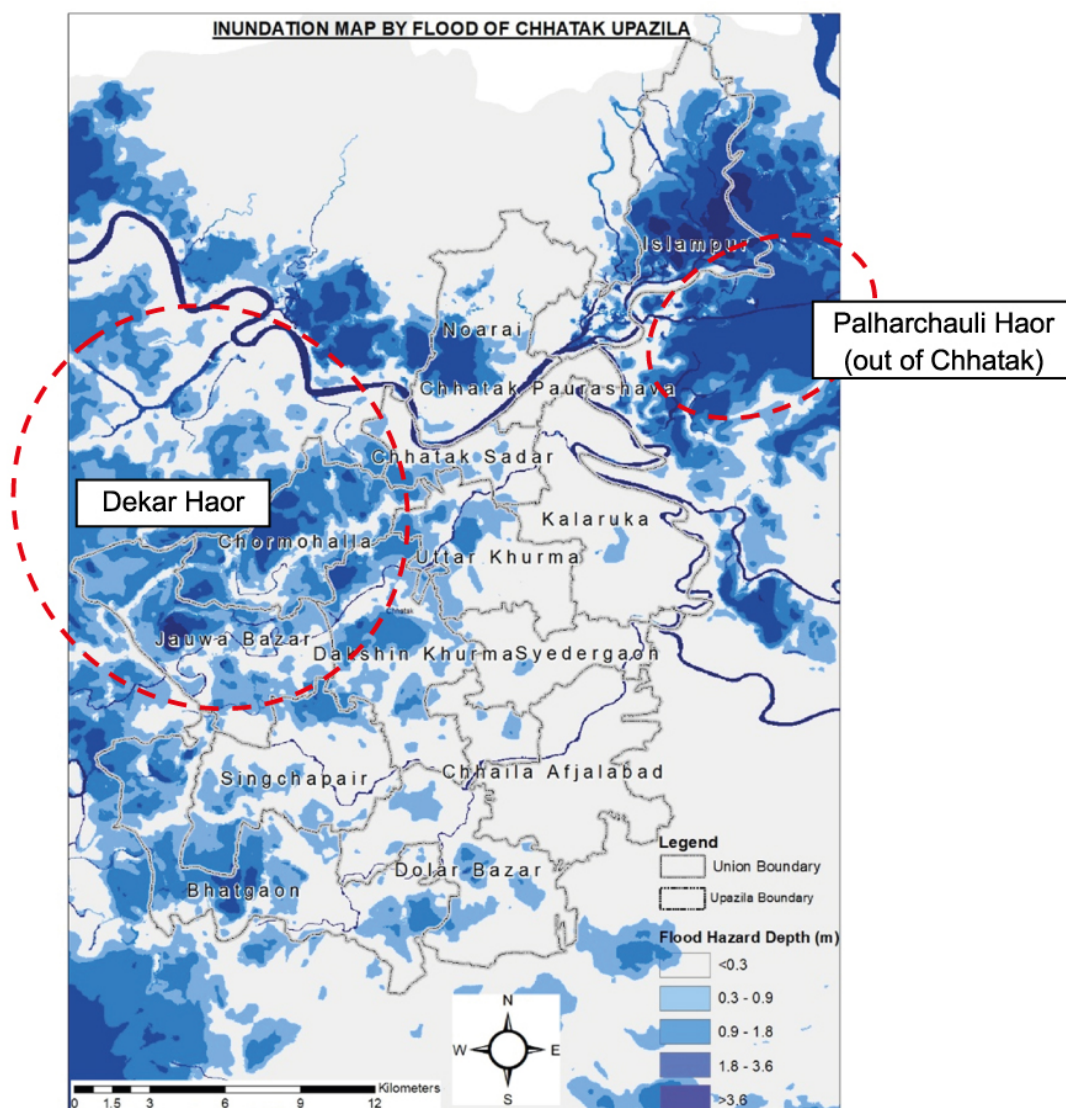 INUNDATION MAP BY FLOOD OF CHHATAK UPAZILA
Islampur
Palharchauli Haor
(out of Chhatak)
Noarai
Chhatak Paurashava
Chhatak Sadar
Dekar Haor
Kalaruka
Chormohalla
Uttar Khurma
Chhatak
Jauwa Bazar
Dakshin Khurma
Syedergaon
Singchapair
Chhaila Afjalabad
Dolar Bazar
Bhatgaon
Legend
Union Boundary
Upazila Boundary
Flood Hazard Depth (m)
<0.3
0.3 - 0.9
0.9 - 1.8
1.8 - 3.6
>3.6
N
W
E
S
Kilometers
0 1.5 3 6 9 12